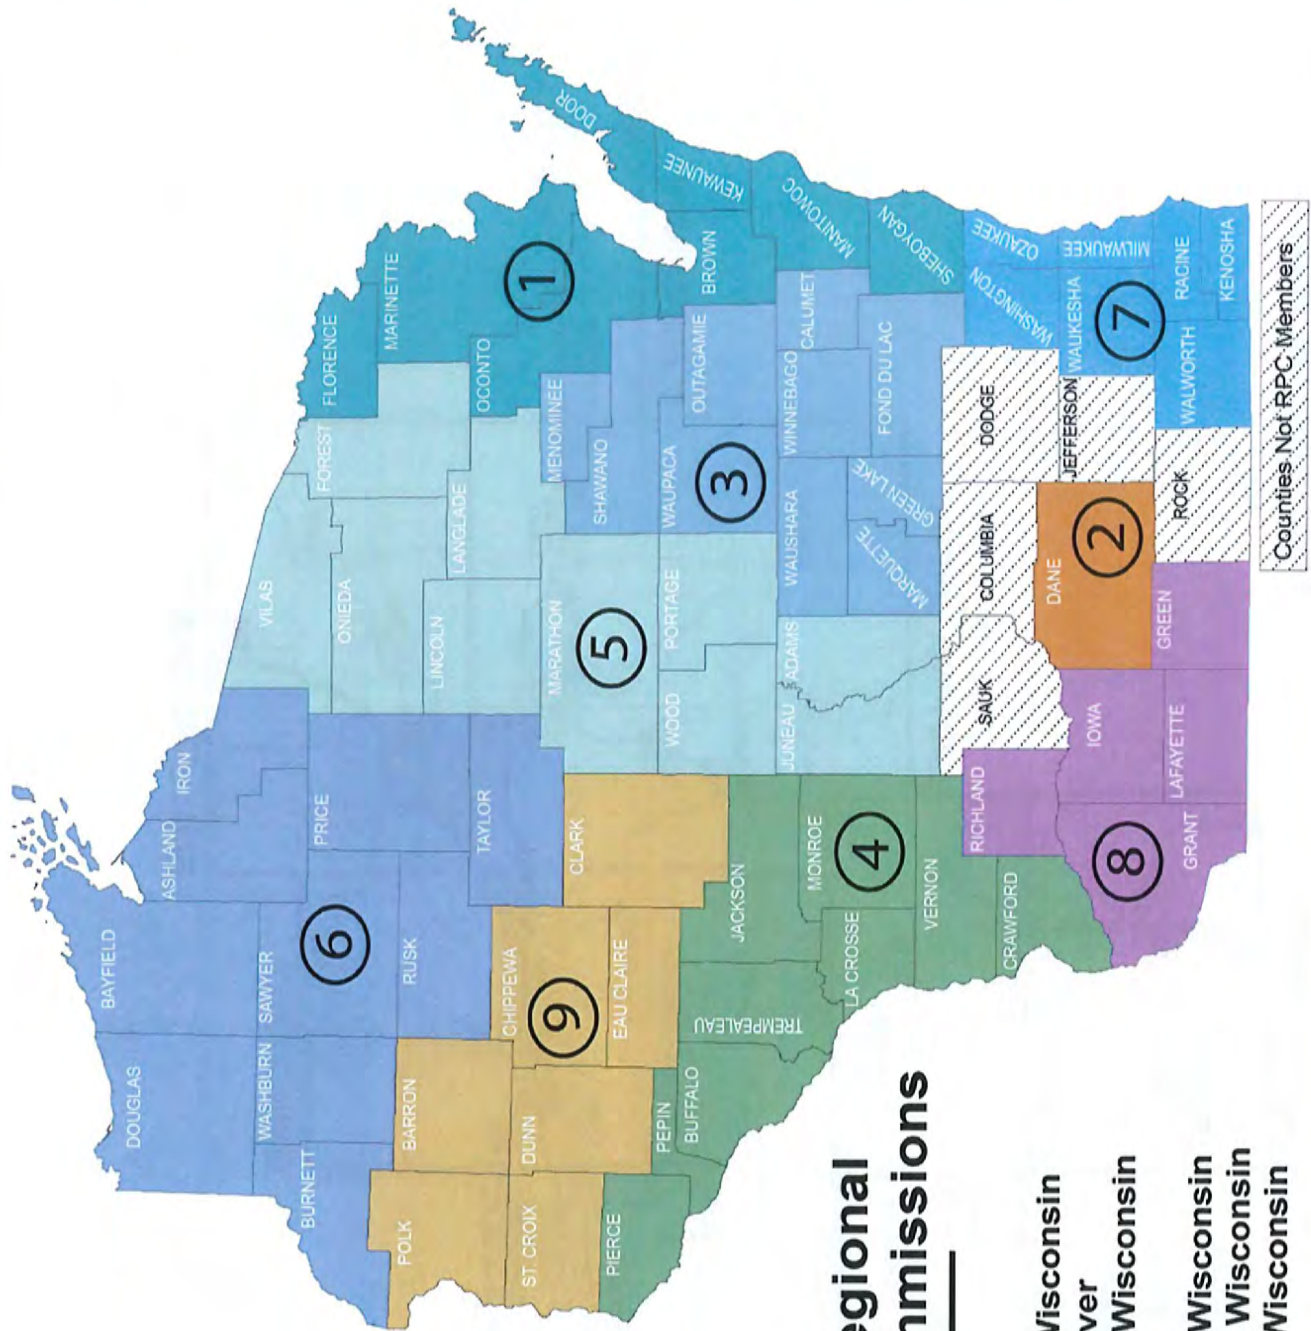 DOUGLAS
BAYFIELD
ASHLAND
IRON
VILAS
BURNETT
WASHBURN
SAWYER
6
PRICE
ONIEDA
FOREST
FLORENCE
MARINETTE
POLK
BARRON
RUSK
TAYLOR
LINCOLN
LANGLADE
OCONTO
1
DOOR
ST. CROIX
DUNN
CHIPPEWA
9
EAU CLAIRE
CLARK
MARATHON
5
MENOMINEE
SHAWANO
PIERCE
PEPIN
BUFFALO
TREMPEALEAU
JACKSON
WOOD
PORTAGE
WAUPACA
3
OUTAGAMIE
BROWN
KEWAUNEE
LA CROSSE
MONROE
4
JUNEAU
ADAMS
WAUSHARA
WINNEBAGO
CALUMET
MANITOWOC
MARQUETTE
GREEN LAKE
FOND DU LAC
SHEBOYGAN
VERNON
CRAWFORD
RICHLAND
SAUK
COLUMBIA
DODGE
WASHINGTON
OZAUKEE
DANE
2
JEFFERSON
WAUKESHA
7
MILWAUKEE
GRANT
8
IOWA
LAFAYETTE
GREEN
ROCK
WALWORTH
RACINE
KENOSHA
egional
mmissions
Wisconsin
ver
Wisconsin
Wisconsin
Wisconsin
Wisconsin
Counties Not RPC Members